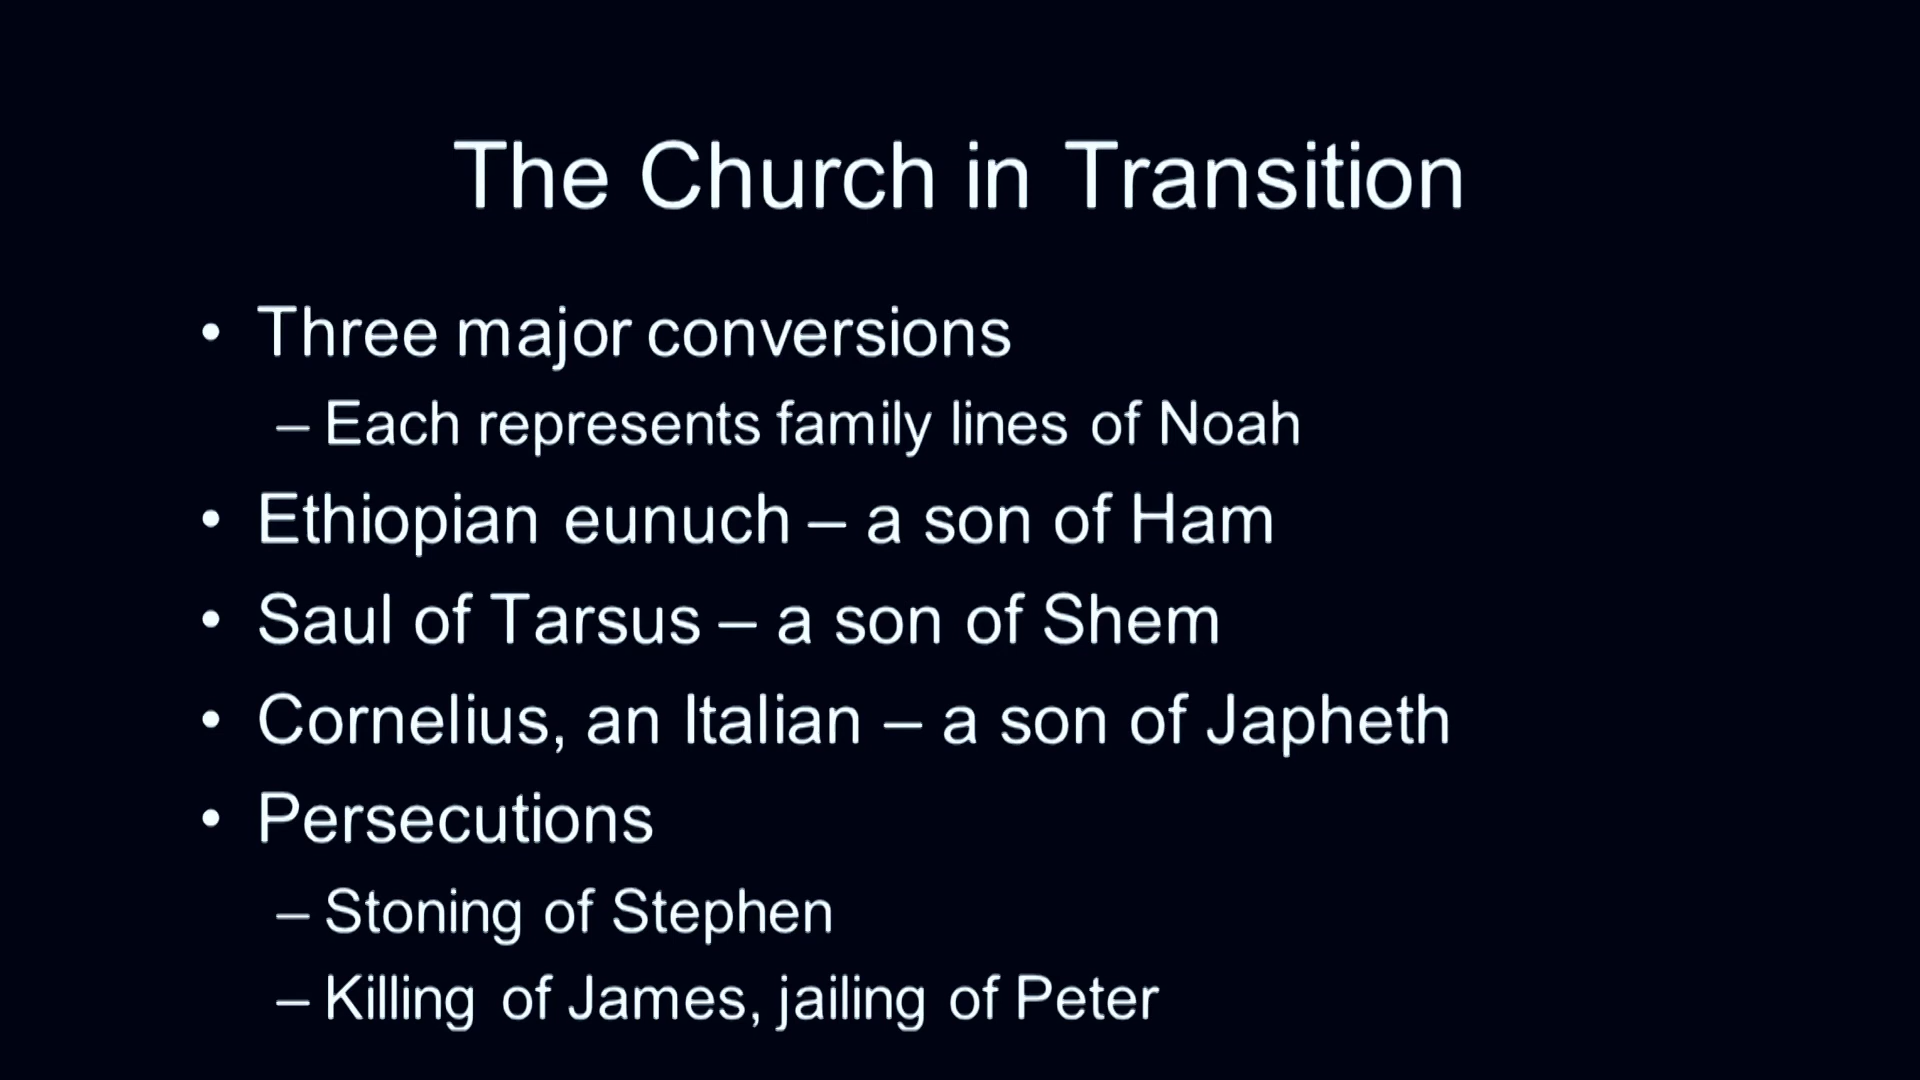 The Church in Transition
• Three major conversions
– Each represents family lines of Noah
• Ethiopian eunuch – a son of Ham
• Saul of Tarsus – a son of Shem
• Cornelius, an Italian – a son of Japheth
• Persecutions
– Stoning of Stephen
– Killing of James, jailing of Peter